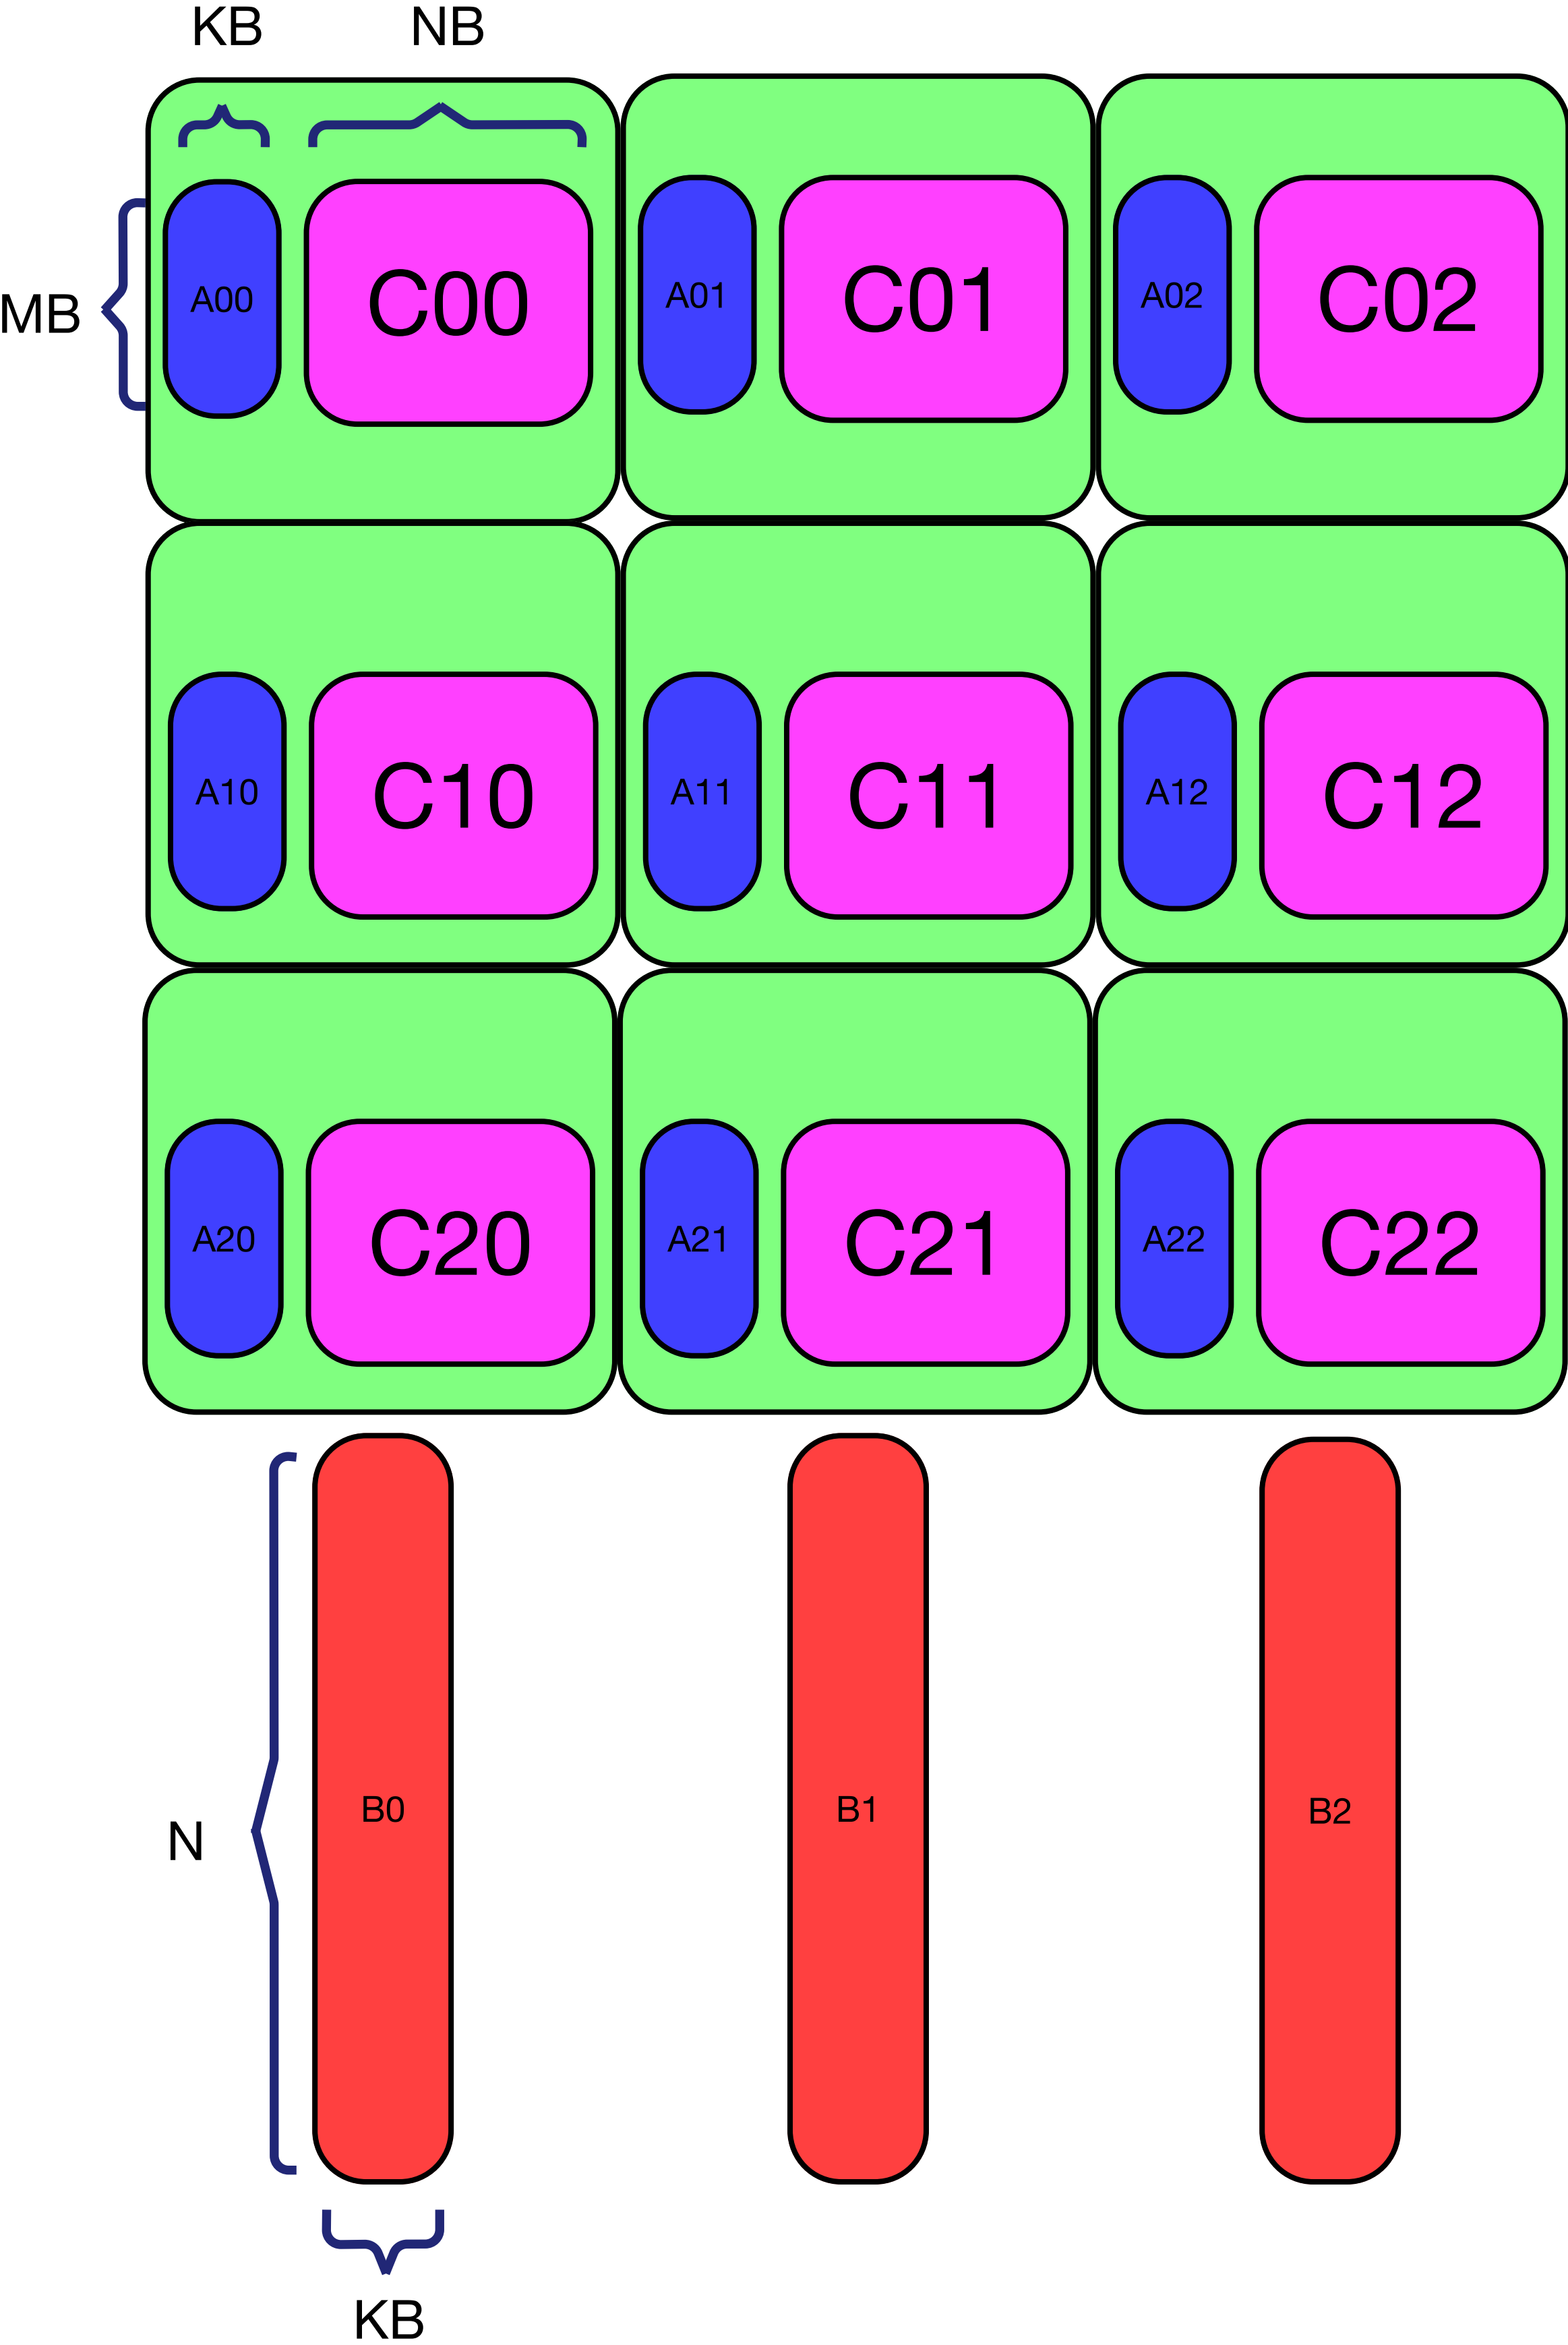 KB NB
MB A00 C00 A01 C01 A02 C02
A10 C10 A11 C11 A12 C12
A20 C20 A21 C21 A22 C22
B0 B1 B2
N
KB